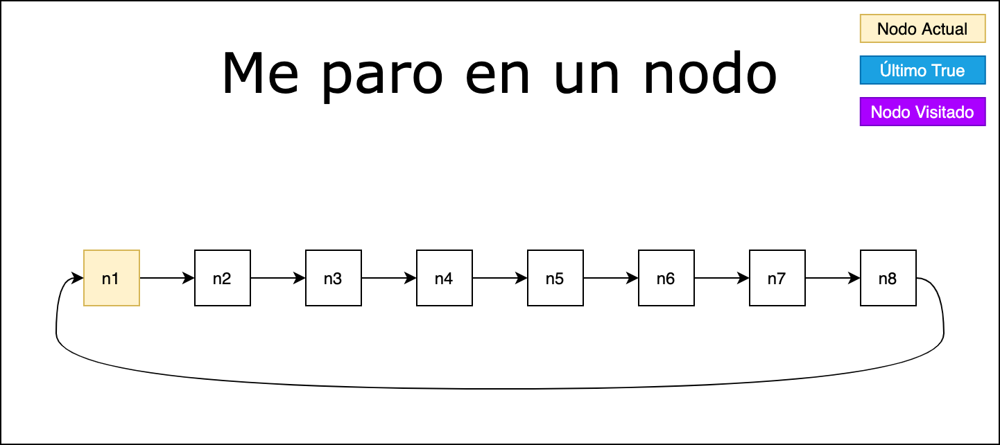 Me paro en un nodo
Nodo Actual
Último True
Nodo Visitado
n1 n2 n3 n4 n5 n6 n7 n8